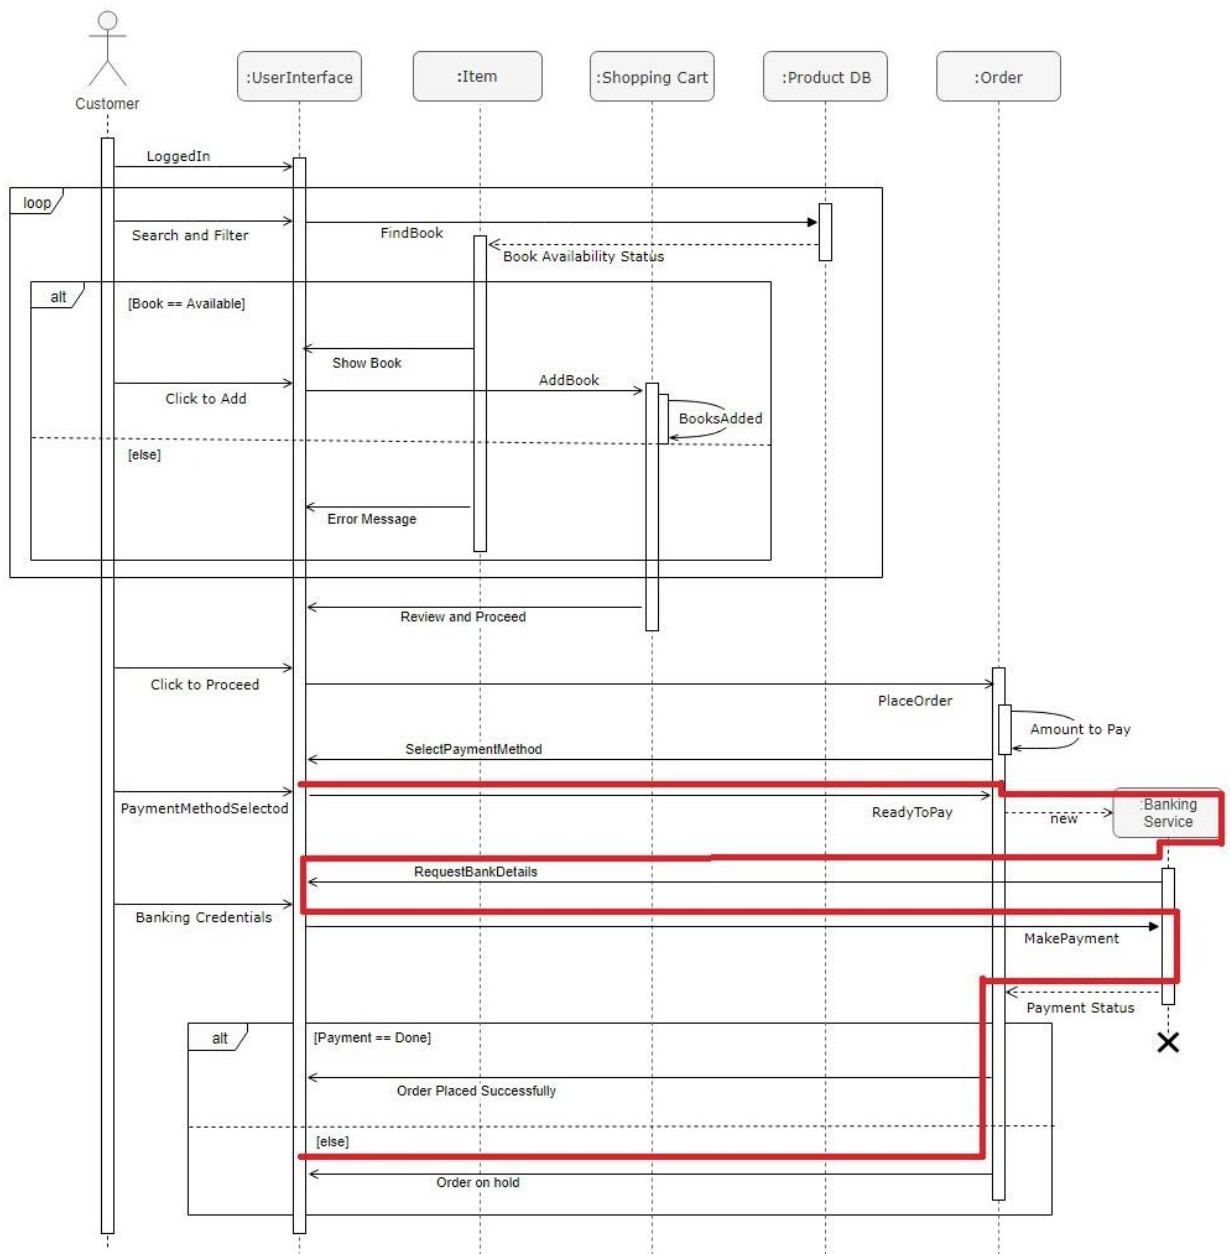 Customer
:UserInterface
:Item
:Shopping Cart
:Product DB
:Order
LoggedIn
loop
Search and Filter
FindBook
Book Availability Status
alt
[Book == Available]
Show Book
Click to Add
AddBook
BooksAdded
[else]
Error Message
Review and Proceed
Click to Proceed
PlaceOrder
Amount to Pay
SelectPaymentMethod
PaymentMethodSelectod
ReadyToPay
new
:Banking
Service
RequestBankDetails
Banking Credentials
MakePayment
Payment Status
alt
[Payment == Done]
Order Placed Successfully
[else]
Order on hold